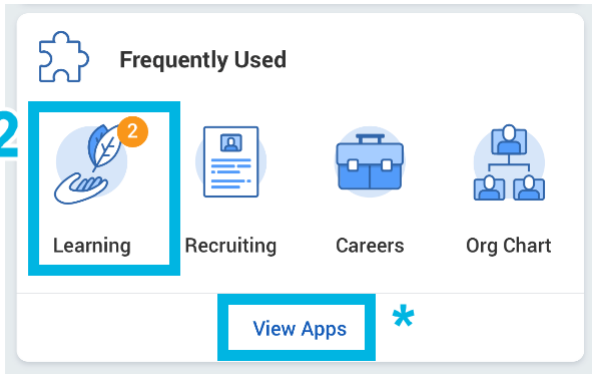 Frequently Used
2
2
Learning
Recruiting
Careers
Org Chart
View Apps
*